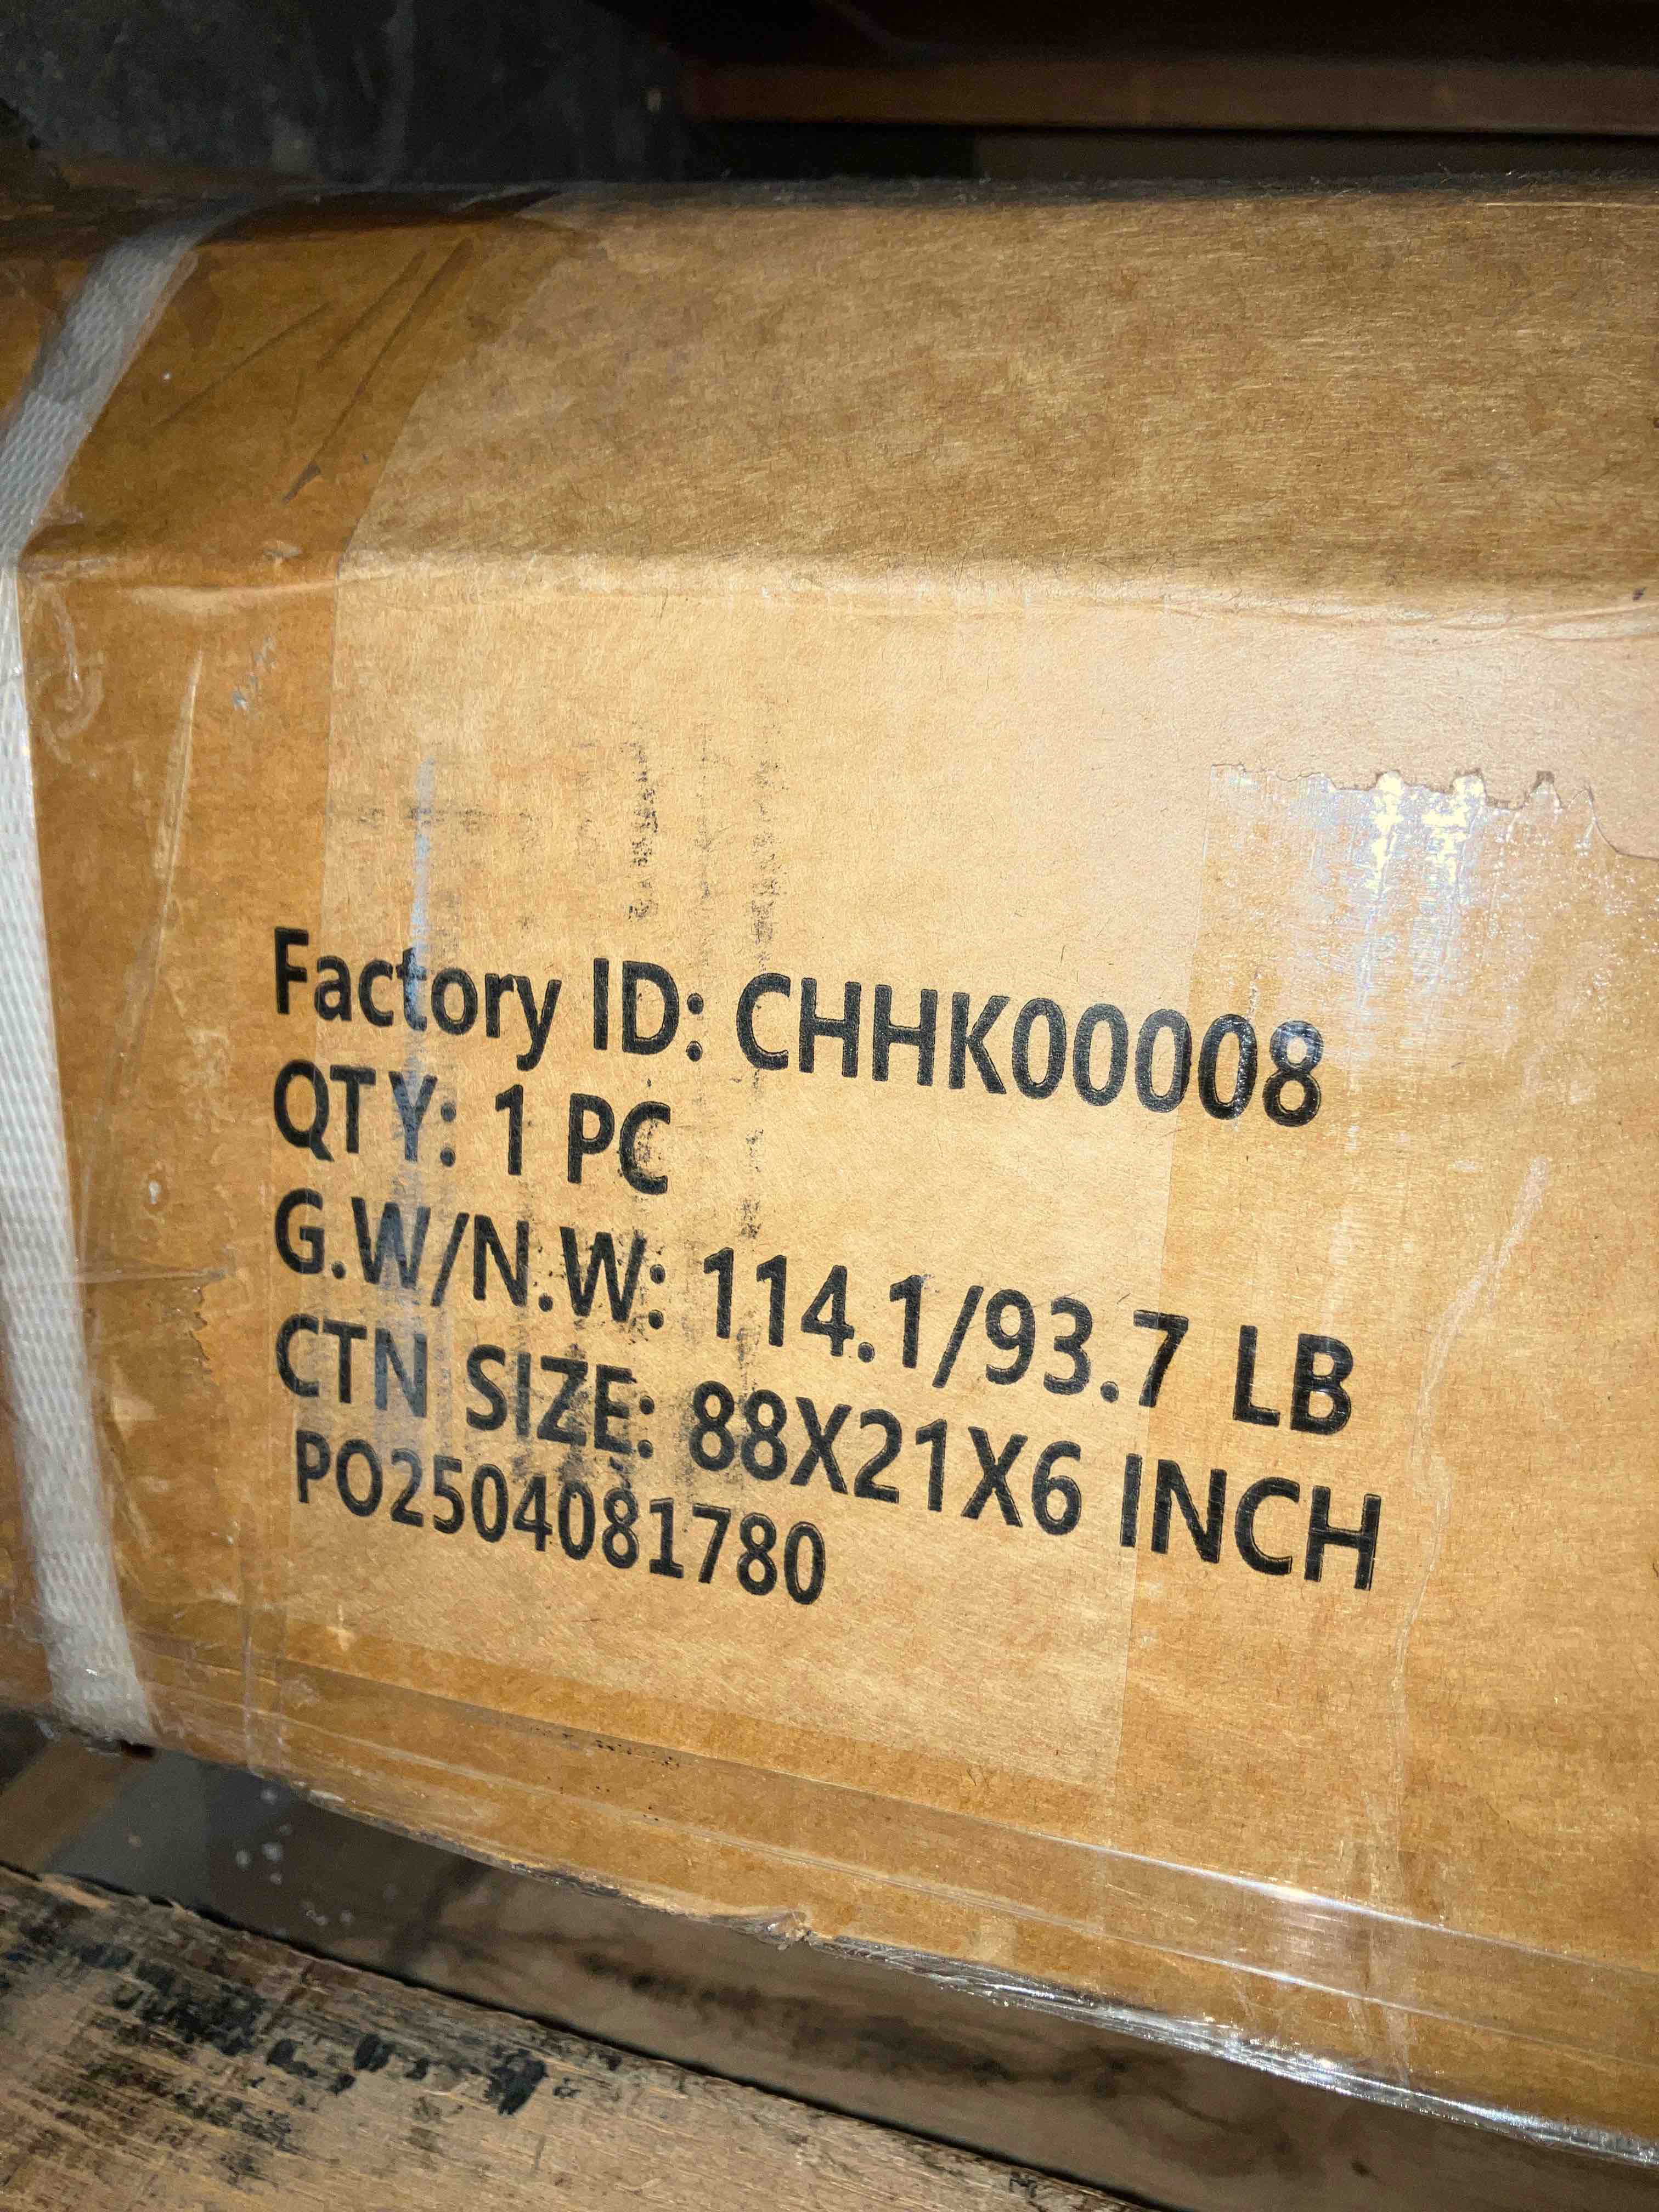 Factory ID: CHHK00008
QTY: 1 PC
G.W/N.W: 114.1/93.7 LB
CTN SIZE: 88X21X6 INCH
PO2504081780